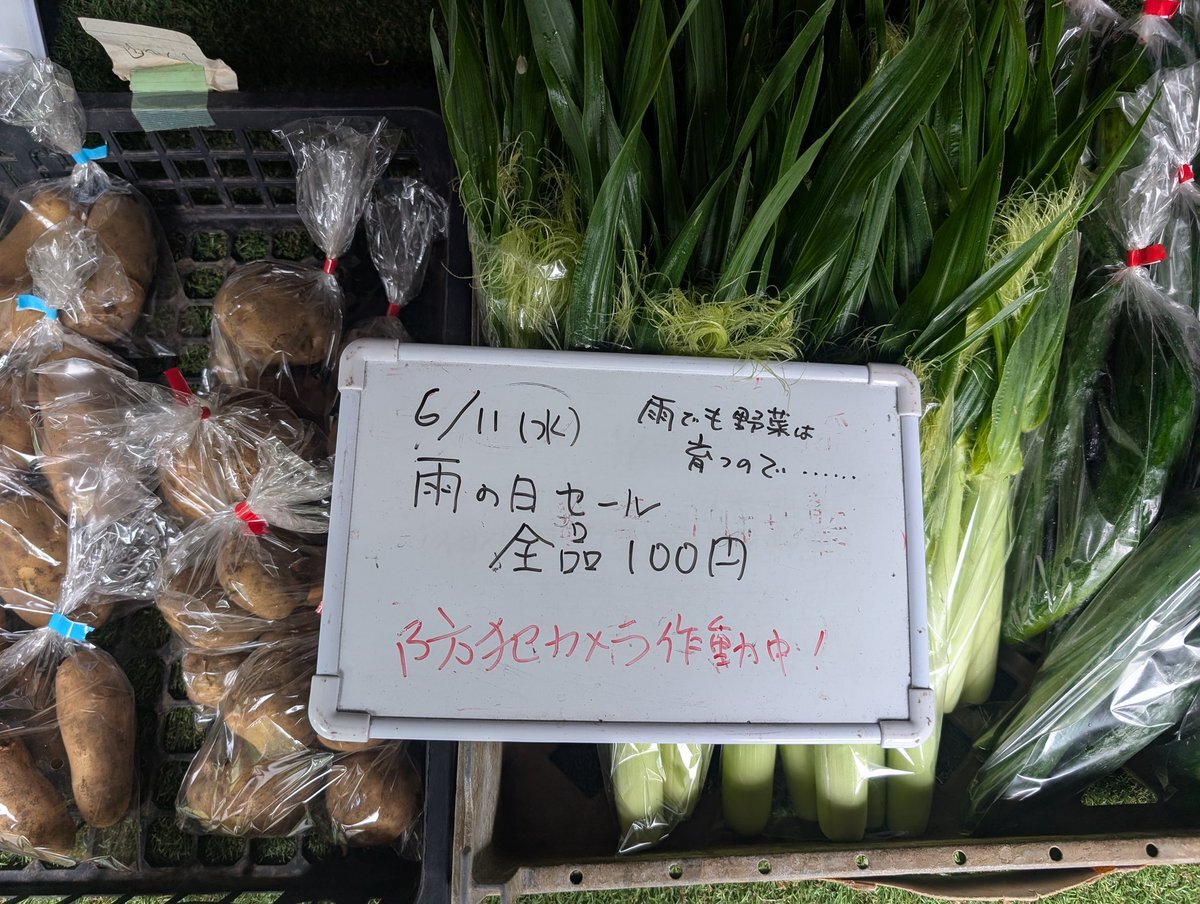 6/11(水)
雨でも野菜は
育つので……
雨の日セール
全品100円
防犯カメラ作動中!